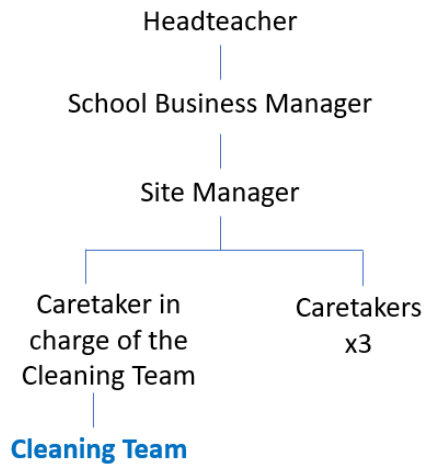 Headteacher
School Business Manager
Site Manager
Caretaker in
charge of the
Cleaning Team
Caretakers
x3
Cleaning Team